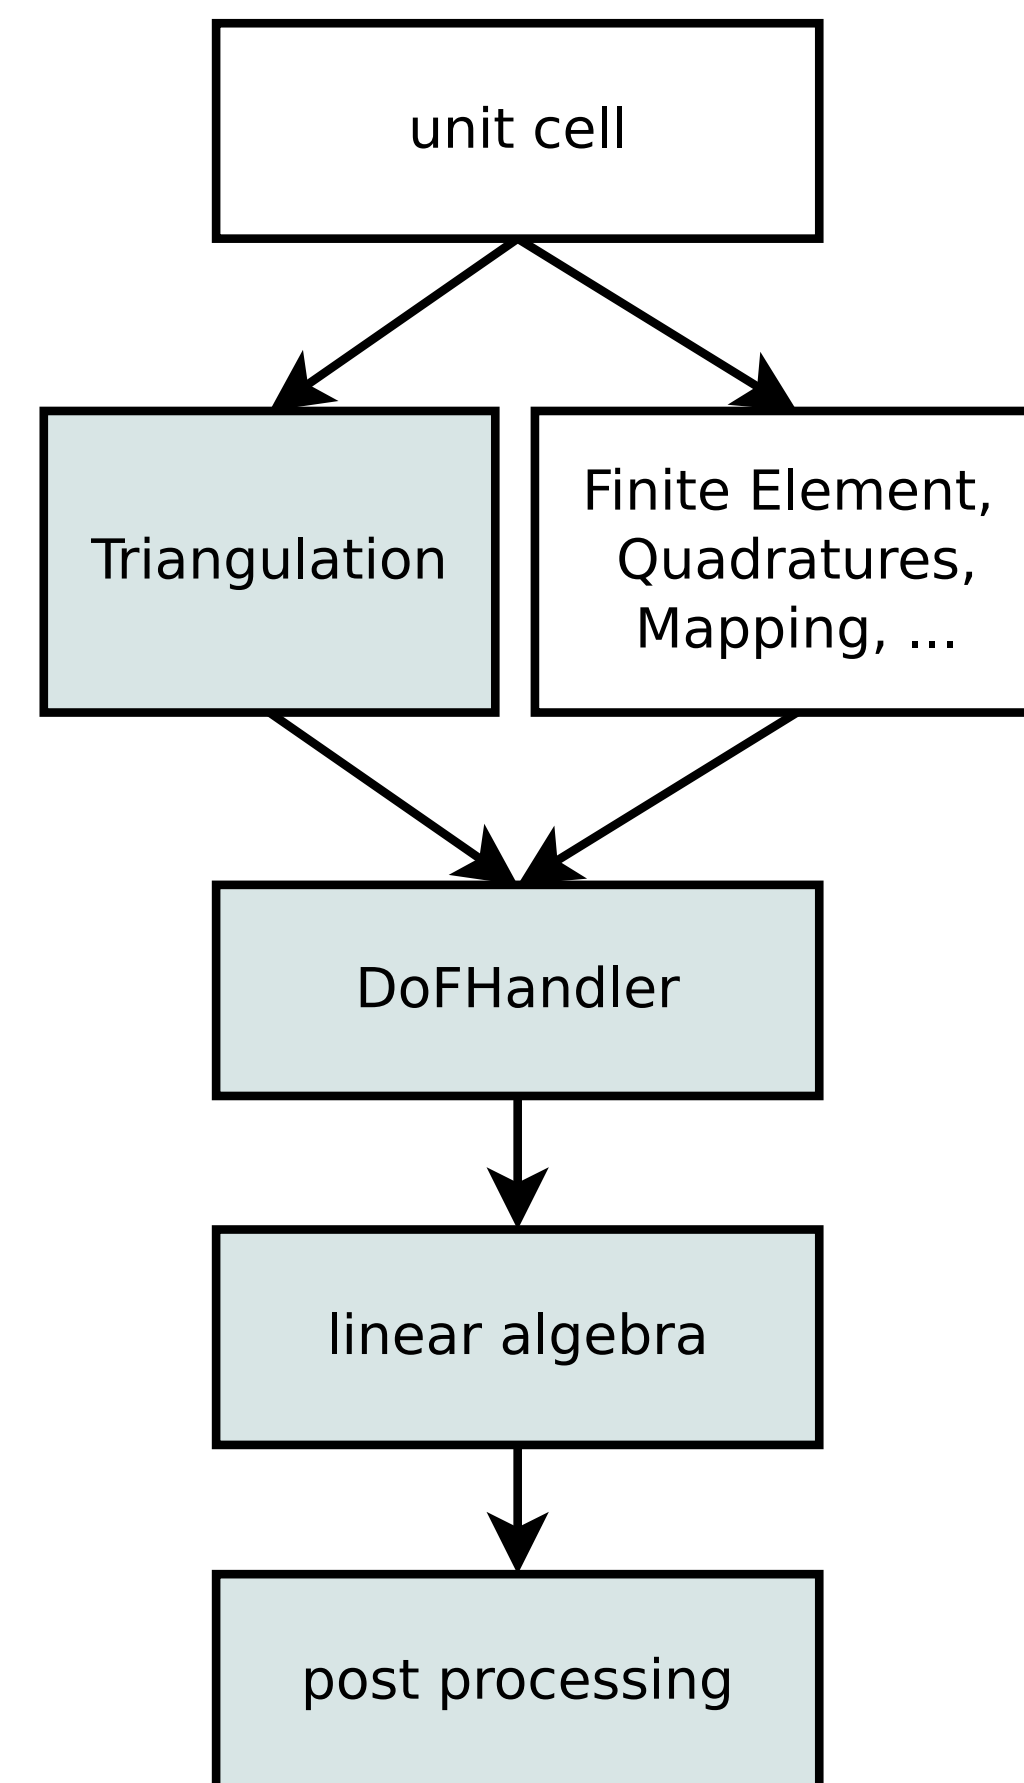 unit cell
Triangulation
Finite Element,
Quadratures,
Mapping, ...
DoFHandler
linear algebra
post processing